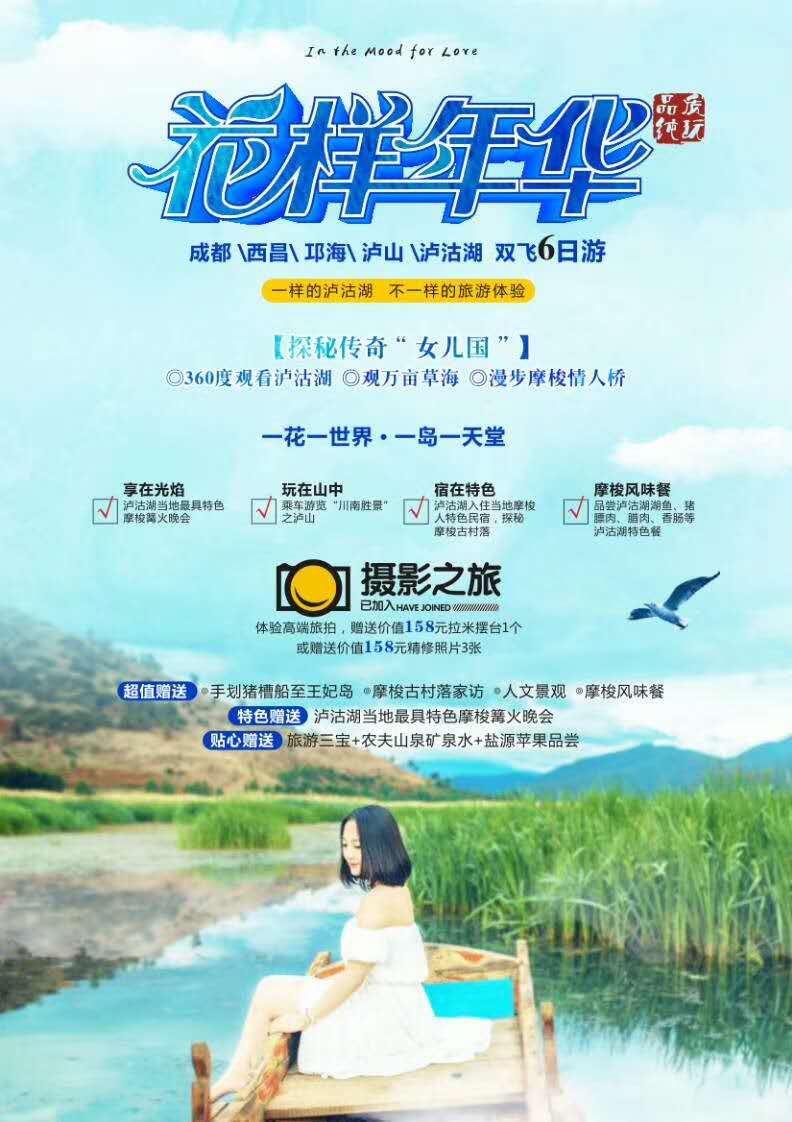 In the Mood for Love
花样年华
品质
纯玩
成都 \西昌\ 邛海\ 泸山 \泸沽湖 双飞6日游
一样的泸沽湖 不一样的旅游体验
【探秘传奇“女儿国”】
◎360度观看泸沽湖 ◎观万亩草海 ◎漫步摩梭情人桥
一花一世界·一岛一天堂
享在光焰
泸沽湖当地最具特色
摩梭篝火晚会
玩在山中
乘车游览“川南胜景”
之泸山
宿在特色
泸沽湖入住当地摩梭
人特色民宿，探秘
摩梭古村落
摩梭风味餐
品尝泸沽湖湖鱼、猪
膘肉、腊肉、香肠等
泸沽湖特色餐
摄影之旅
已加入 HAVE JOINED
体验高端旅拍，赠送价值158元拉米摆台1个
或赠送价值158元精修照片3张
超值赠送 ●手划猪槽船至王妃岛 ●摩梭古村落家访 ●人文景观 ●摩梭风味餐
特色赠送 泸沽湖当地最具特色摩梭篝火晚会
贴心赠送 旅游三宝+农夫山泉矿泉水+盐源苹果品尝